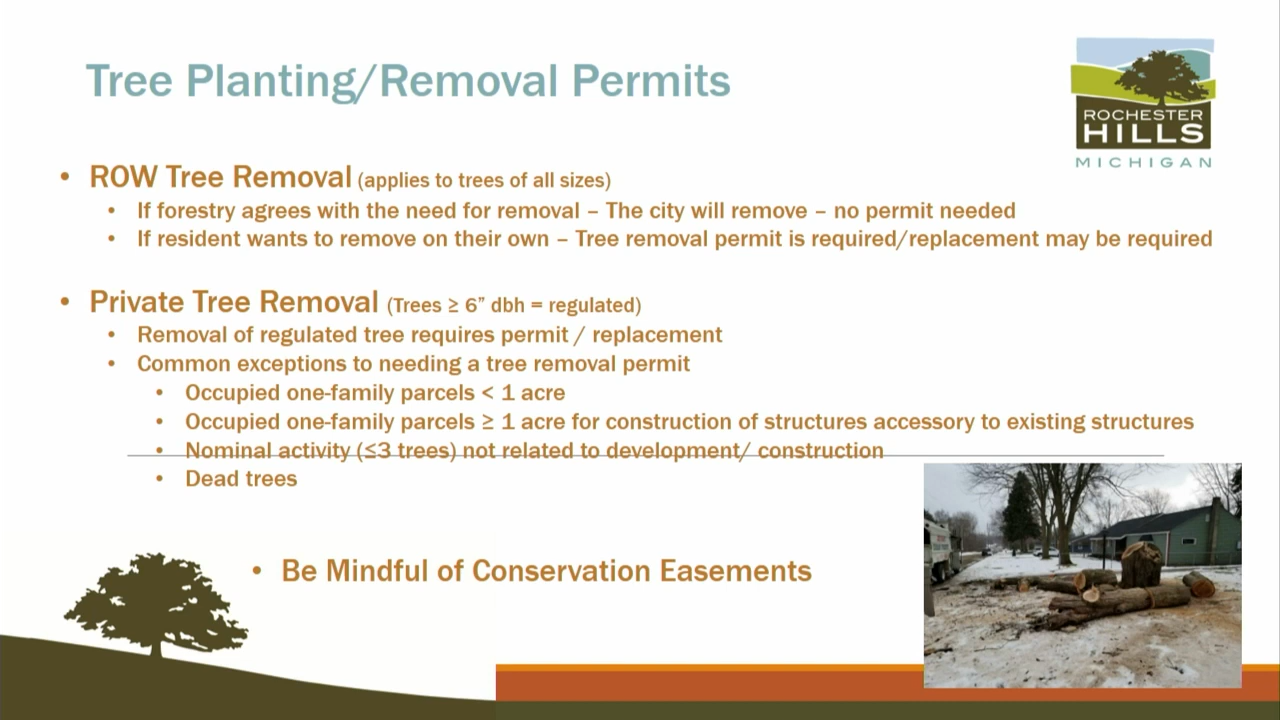 Tree Planting/Removal Permits
ROCHESTER
HILLS
MICHIGAN
• ROW Tree Removal (applies to trees of all sizes)
• If forestry agrees with the need for removal – The city will remove – no permit needed
• If resident wants to remove on their own – Tree removal permit is required/replacement may be required
• Private Tree Removal (Trees ≥ 6” dbh = regulated)
• Removal of regulated tree requires permit / replacement
• Common exceptions to needing a tree removal permit
• Occupied one-family parcels < 1 acre
• Occupied one-family parcels ≥ 1 acre for construction of structures accessory to existing structures
• Nominal activity (≤3 trees) not related to development/ construction
• Dead trees
• Be Mindful of Conservation Easements